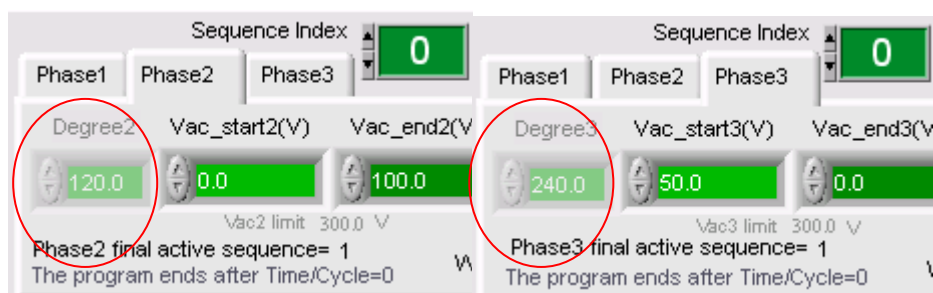 Sequence Index 0
Phase1 Phase2 Phase3
Degree2 Vac_start2(V) Vac_end2(V
120.0 0.0 100.0
Vac2 limit 300.0 V
Phase2 final active sequence= 1
The program ends after Time/Cycle=0
Sequence Index 0
Phase1 Phase2 Phase3
Degree3 Vac_start3(V) Vac_end3(V
240.0 50.0 0.0
Vac3 limit 300.0 V
Phase3 final active sequence= 1
The program ends after Time/Cycle=0